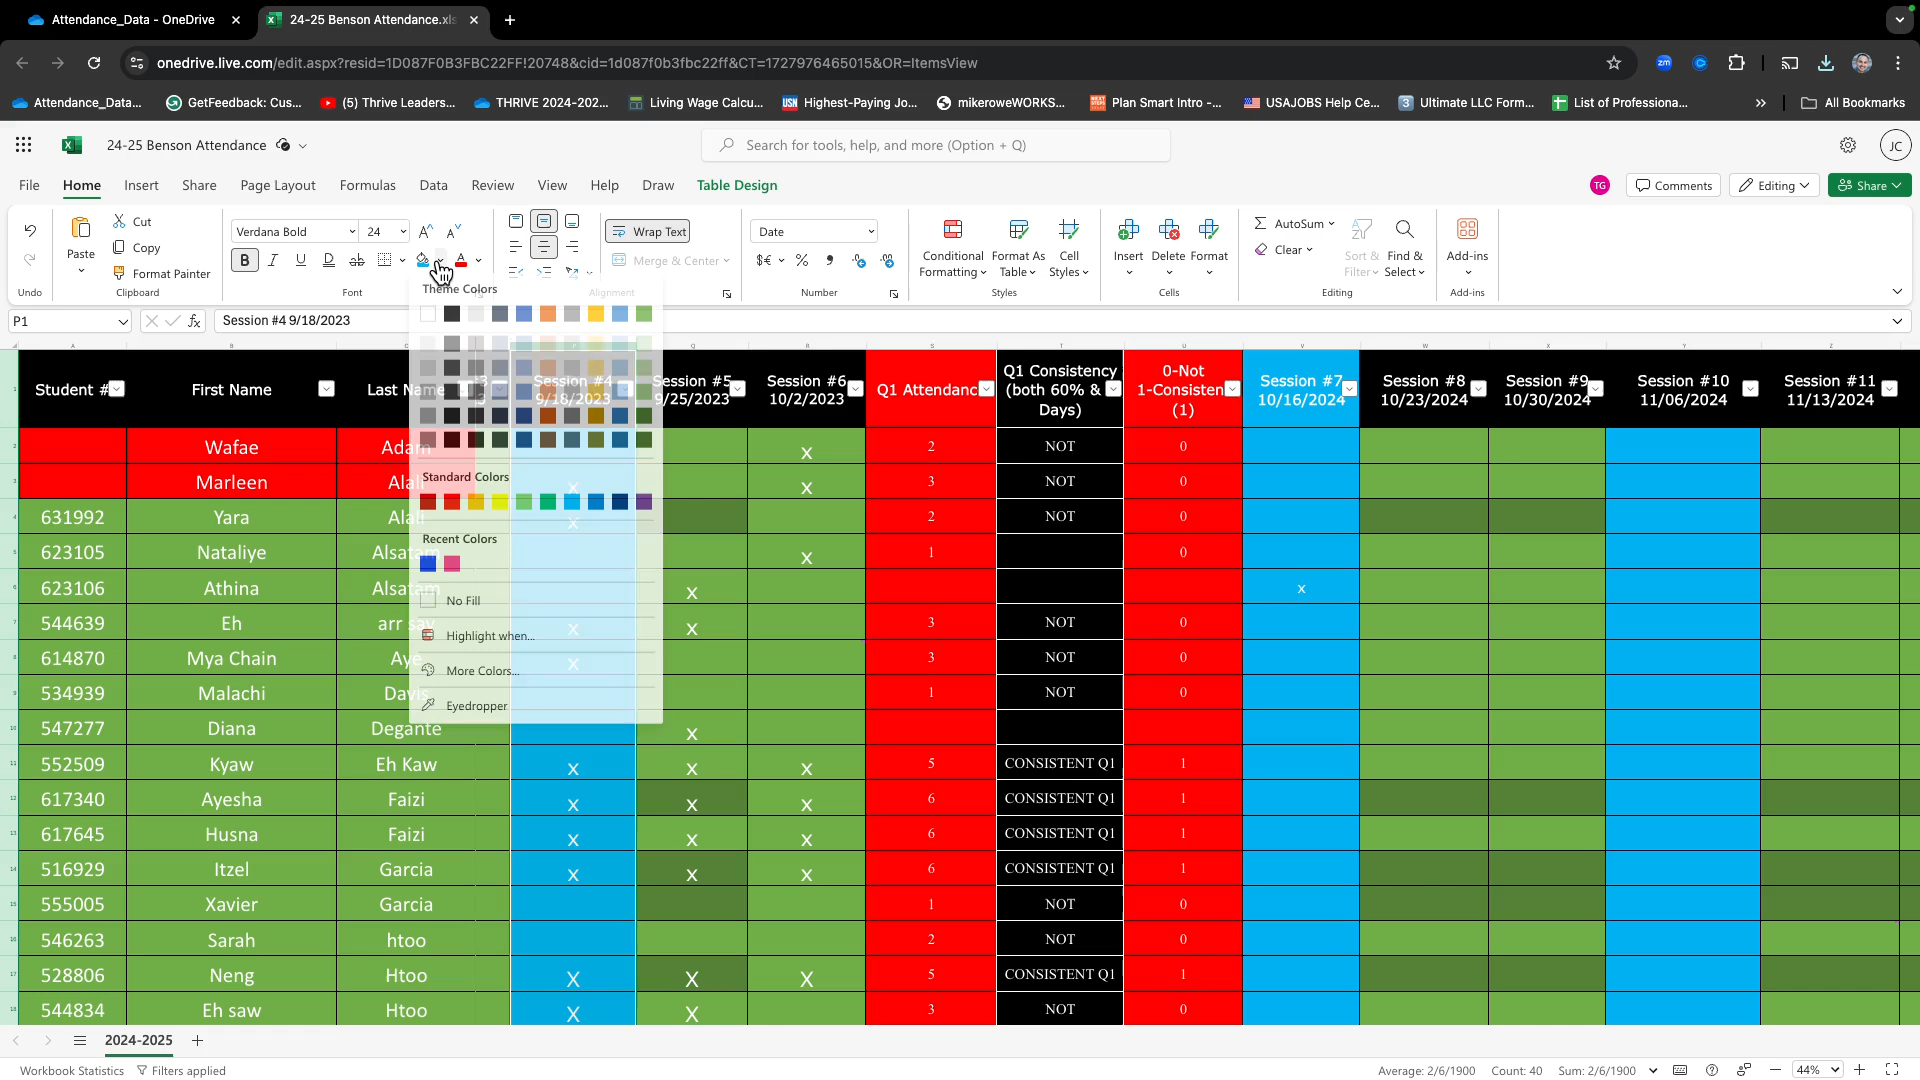 Attendance_Data - OneDrive
24-25 Benson Attendance.xls
onedrive.live.com/edit.aspx?resid=1D087F0B3FBC22FF!20748&cid=1d087f0b3fbc22ff&CT=1727976465015&OR=ItemsView
Attendance_Data... GetFeedback: Cus... (5) Thrive Leaders... THRIVE 2024-202... Living Wage Calcu... Highest-Paying Jo... mikeroweWORKS... Plan Smart Intro -... USAJOBS Help Ce... Ultimate LLC Form... List of Professiona... » All Bookmarks
24-25 Benson Attendance
Search for tools, help, and more (Option + Q)
JC
File Home Insert Share Page Layout Formulas Data Review View Help Draw Table Design
TG Comments Editing Share
Paste Cut Copy Format Painter
Verdana Bold 24
B I U D ab A
Wrap Text
Merge & Center
Date
Conditional Formatting Format As Table Cell Styles
Insert Delete Format
AutoSum Clear Sort & Filter Find & Select
Add-ins
Undo Clipboard Font Alignment Number Styles Cells Editing Add-ins
P1 fx Session #4 9/18/2023
Theme Colors
Standard Colors
Recent Colors
No Fill
Highlight when...
More Colors...
Eyedropper
Student # First Name Last Name Session #4 9/18/2023 Session #5 9/25/2023 Session #6 10/2/2023 Q1 Attendanc Q1 Consistency (both 60% & Days) 0-Not 1-Consisten (1) Session #7 10/16/2024 Session #8 10/23/2024 Session #9 10/30/2024 Session #10 11/06/2024 Session #11 11/13/2024
Wafae Adam x 2 NOT 0
Marleen Alali x x 3 NOT 0
631992 Yara Alali x 2 NOT 0
623105 Nataliye Alsatam x 1 0
623106 Athina Alsatam x x
544639 Eh arr say x x 3 NOT 0
614870 Mya Chain Aye x 3 NOT 0
534939 Malachi Davis 1 NOT 0
547277 Diana Degante x
552509 Kyaw Eh Kaw x x x 5 CONSISTENT Q1 1
617340 Ayesha Faizi x x x 6 CONSISTENT Q1 1
617645 Husna Faizi x x x 6 CONSISTENT Q1 1
516929 Itzel Garcia x x x 6 CONSISTENT Q1 1
555005 Xavier Garcia 1 NOT 0
546263 Sarah htoo 2 NOT 0
528806 Neng Htoo X X X 5 CONSISTENT Q1 1
544834 Eh saw Htoo X X 3 NOT 0
2024-2025
Workbook Statistics Filters applied
Average: 2/6/1900 Count: 40 Sum: 2/6/1900 44%